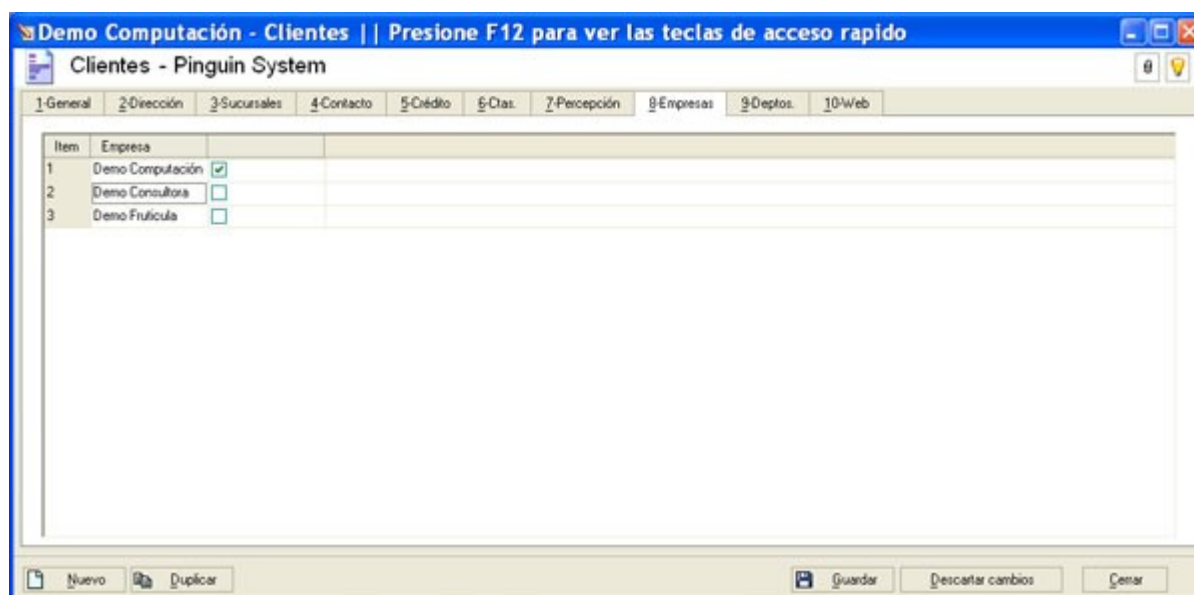 Demo Computación - Clientes || Presione F12 para ver las teclas de acceso rapido
Clientes - Pinguin System
1-General 2-Dirección 3-Sucursales 4-Contacto 5-Crédito 6-Ctas. 7-Percepción 8-Empresas 9-Deptos. 10-Web
Item Empresa
1 Demo Computación
2 Demo Consultora
3 Demo Fruticula
Nuevo Duplicar Guardar Descartar cambios Cerrar